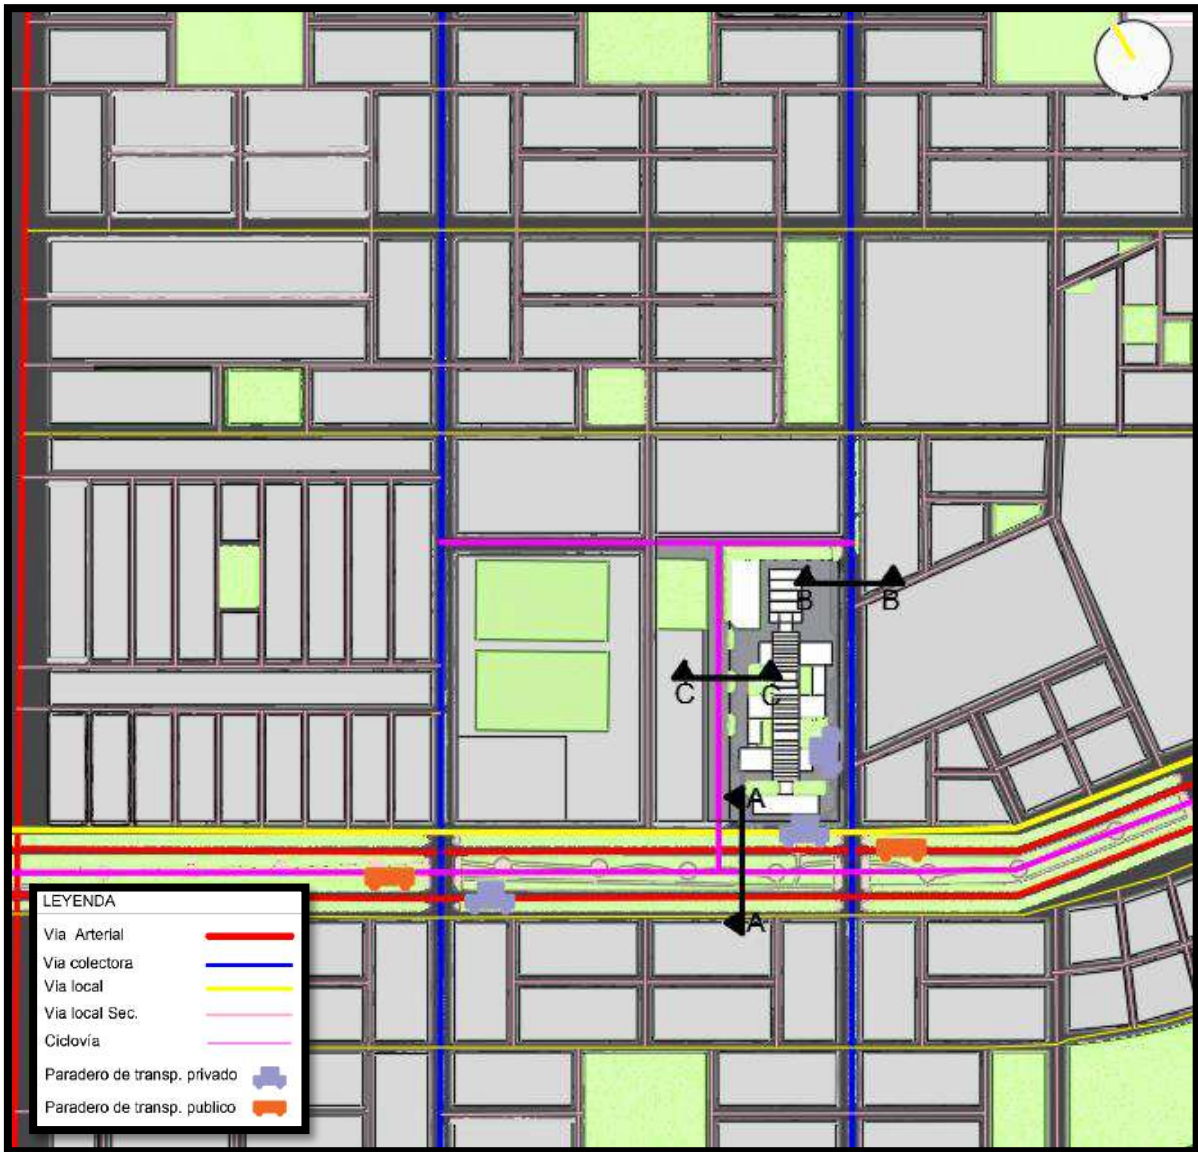 B B
C C
A
A
LEYENDA
Via Arterial
Via colectora
Via local
Via local Sec.
Ciclovía
Paradero de transp. privado
Paradero de transp. publico